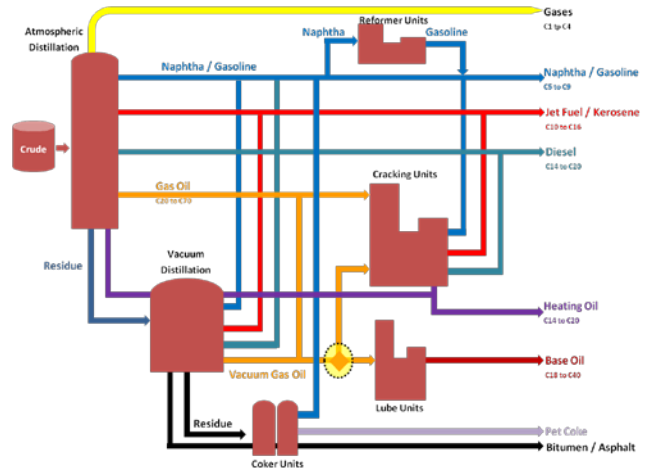 Gases
C1 to C4
Reformer Units
Atmospheric
Distillation
Naphtha
Gasoline
Naphtha / Gasoline
Naphtha / Gasoline
C5 to C9
Jet Fuel / Kerosene
C10 to C16
Crude
Diesel
C14 to C20
Cracking Units
Gas Oil
C20 to C70
Residue
Vacuum
Distillation
Heating Oil
C14 to C20
Base Oil
C18 to C40
Vacuum Gas Oil
Lube Units
Residue
Pet Coke
Bitumen / Asphalt
Coker Units